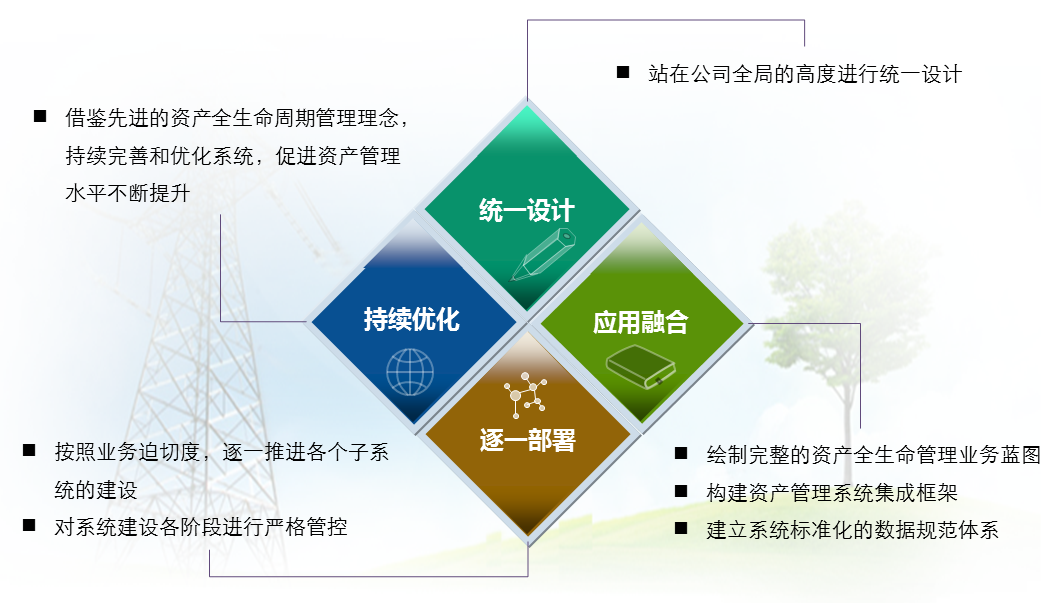 站在公司全局的高度进行统一设计
借鉴先进的资产全生命周期管理理念，
持续完善和优化系统，促进资产管理
水平不断提升
统一设计
持续优化
应用融合
逐一部署
按照业务迫切度，逐一推进各个子系
统的建设
对系统建设各阶段进行严格管控
绘制完整的资产全生命管理业务蓝图
构建资产管理系统集成框架
建立系统标准化的数据规范体系